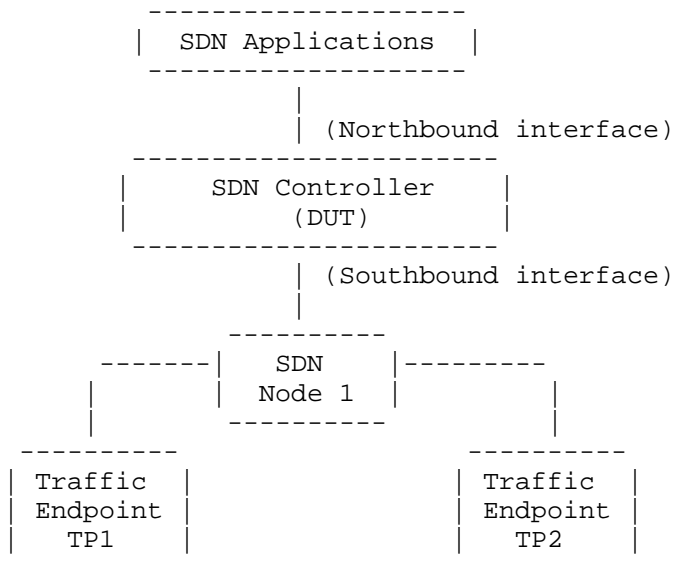 SDN Applications
(Northbound interface)
SDN Controller
(DUT)
(Southbound interface)
SDN
Node 1
Traffic Traffic
Endpoint Endpoint
TP1 TP2